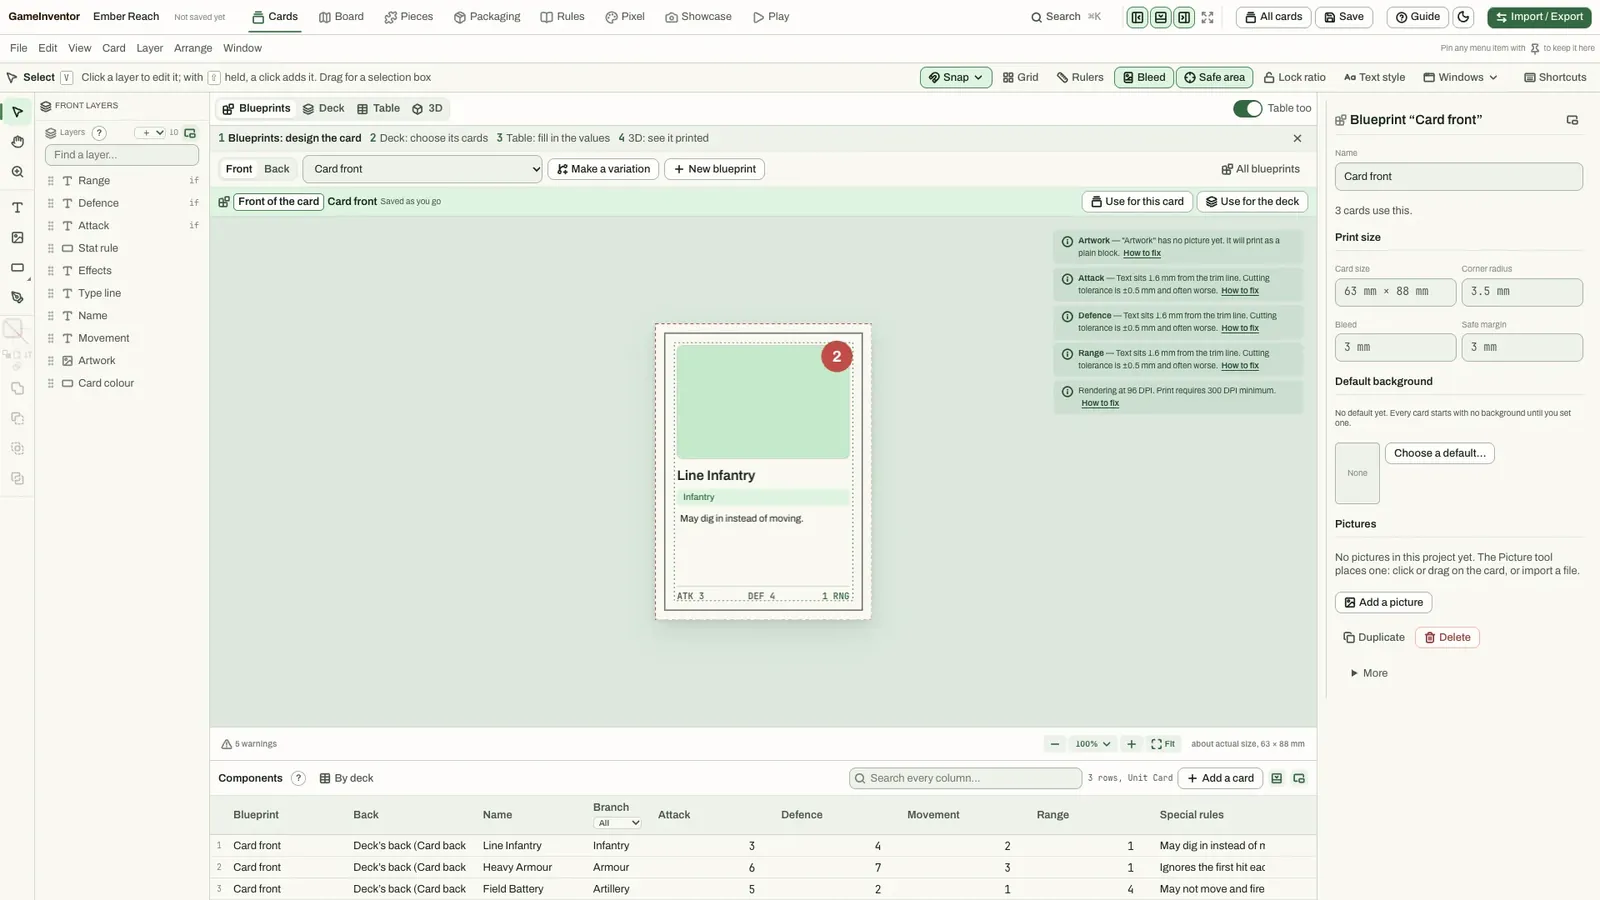 GameInventor Ember Reach Not saved yet Cards Board Pieces Packaging Rules Pixel Showcase Play Search ⌘K All cards Save Guide Import / Export
File Edit View Card Layer Arrange Window Pin any menu item with to keep it here
Select V Click a layer to edit it; with ⇧ held, a click adds it. Drag for a selection box Snap Grid Rulers Bleed Safe area Lock ratio Aa Text style Windows Shortcuts
FRONT LAYERS
Layers ? + 10
Find a layer...
Range if
Defence if
Attack if
Stat rule
Effects
Type line
Name
Movement
Artwork
Card colour
Blueprints Deck Table 3D Table too
1 Blueprints: design the card 2 Deck: choose its cards 3 Table: fill in the values 4 3D: see it printed
Front Back Card front Make a variation + New blueprint All blueprints
Front of the card Card front Saved as you go Use for this card Use for the deck
Artwork — "Artwork" has no picture yet. It will print as a
plain block. How to fix
Attack — Text sits 1.6 mm from the trim line. Cutting
tolerance is ±0.5 mm and often worse. How to fix
Defence — Text sits 1.6 mm from the trim line. Cutting
tolerance is ±0.5 mm and often worse. How to fix
Range — Text sits 1.6 mm from the trim line. Cutting
tolerance is ±0.5 mm and often worse. How to fix
Rendering at 96 DPI. Print requires 300 DPI minimum.
How to fix
2
Line Infantry
Infantry
May dig in instead of moving.
ATK 3 DEF 4 1 RNG
5 warnings 100% Fit about actual size, 63 × 88 mm
Components ? By deck Search every column... 3 rows, Unit Card + Add a card
Blueprint Back Name Branch Attack Defence Movement Range Special rules
All
1 Card front Deck's back (Card back Line Infantry Infantry 3 4 2 1 May dig in instead of m
2 Card front Deck's back (Card back Heavy Armour Armour 6 7 3 1 Ignores the first hit eac
3 Card front Deck's back (Card back Field Battery Artillery 5 2 1 4 May not move and fire
Blueprint “Card front”
Name
Card front
3 cards use this.
Print size
Card size Corner radius
63 mm × 88 mm 3.5 mm
Bleed Safe margin
3 mm 3 mm
Default background
No default yet. Every card starts with no background until you set
one.
None Choose a default...
Pictures
No pictures in this project yet. The Picture tool
places one: click or drag on the card, or import a file.
Add a picture
Duplicate Delete
More